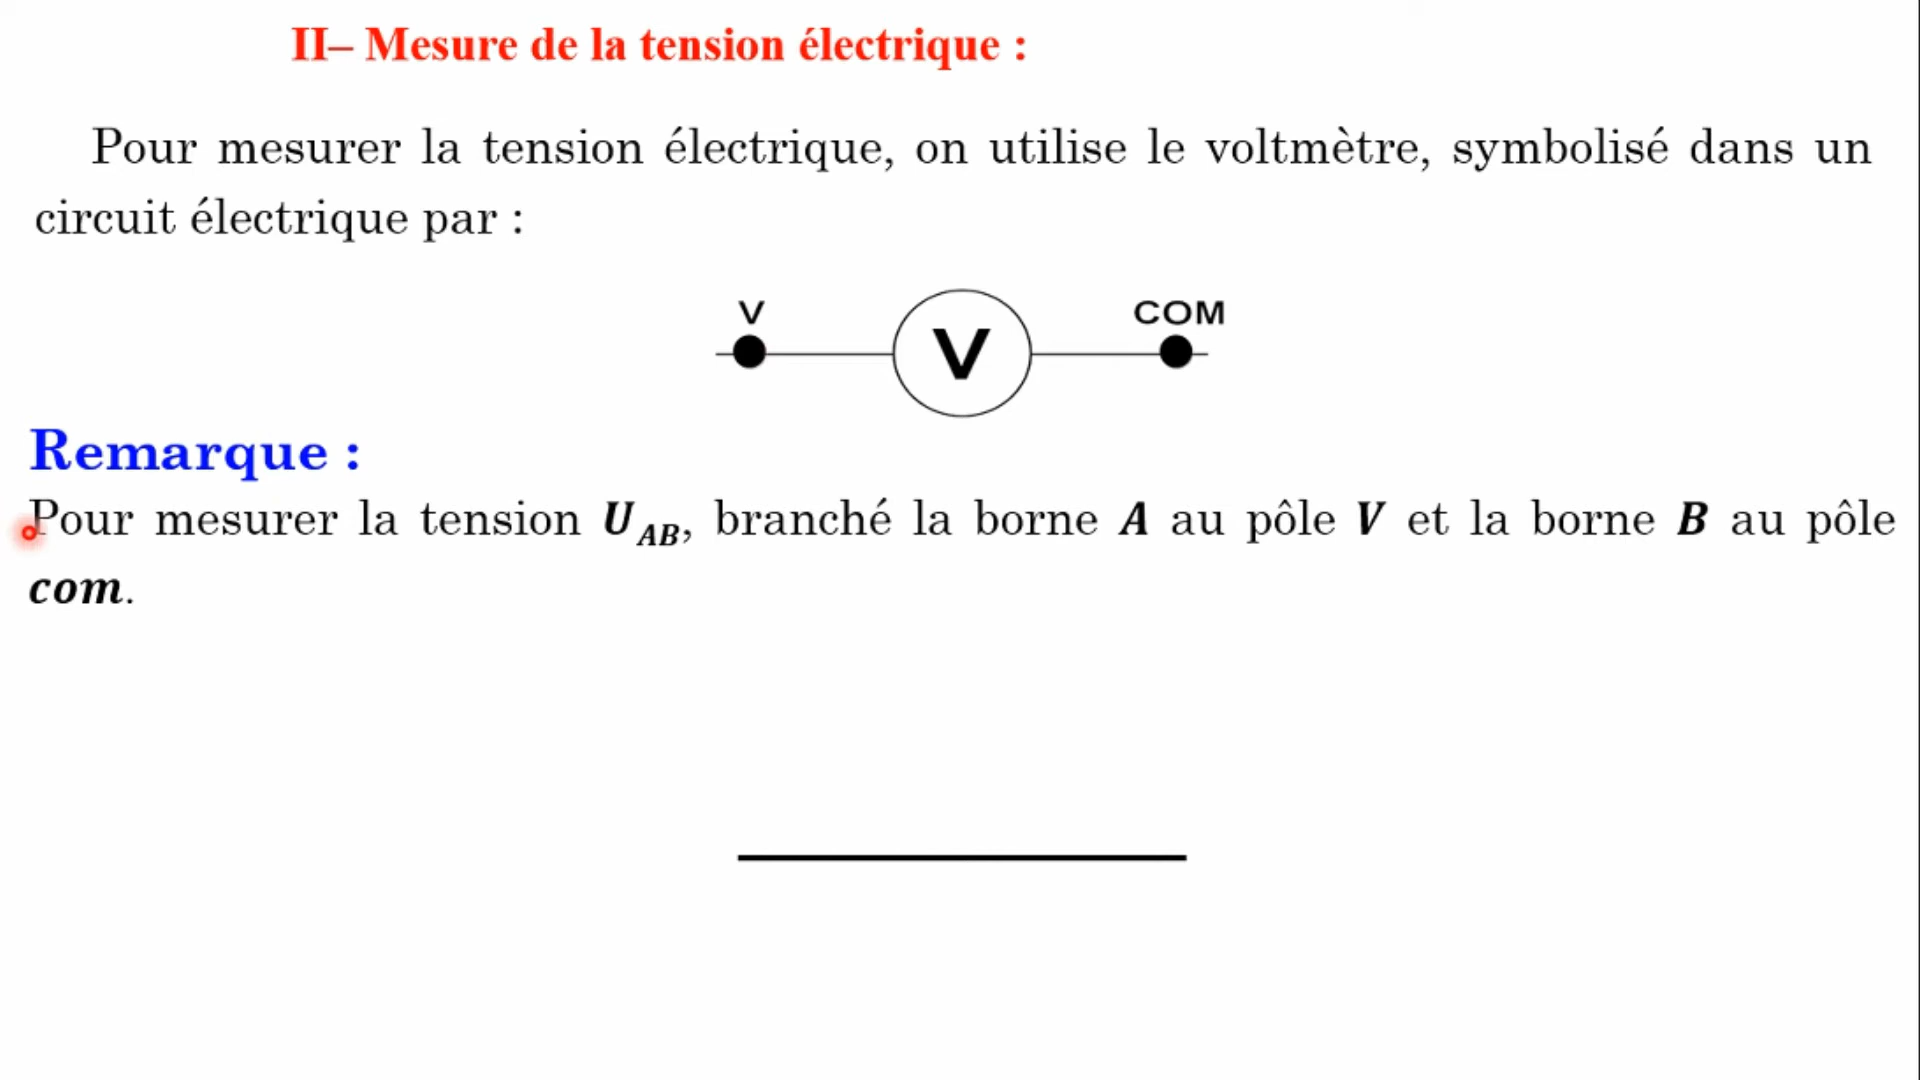 II– Mesure de la tension électrique :
Pour mesurer la tension électrique, on utilise le voltmètre, symbolisé dans un
circuit électrique par :
V COM
V
Remarque :
Pour mesurer la tension U_AB, branché la borne A au pôle V et la borne B au pôle
com.